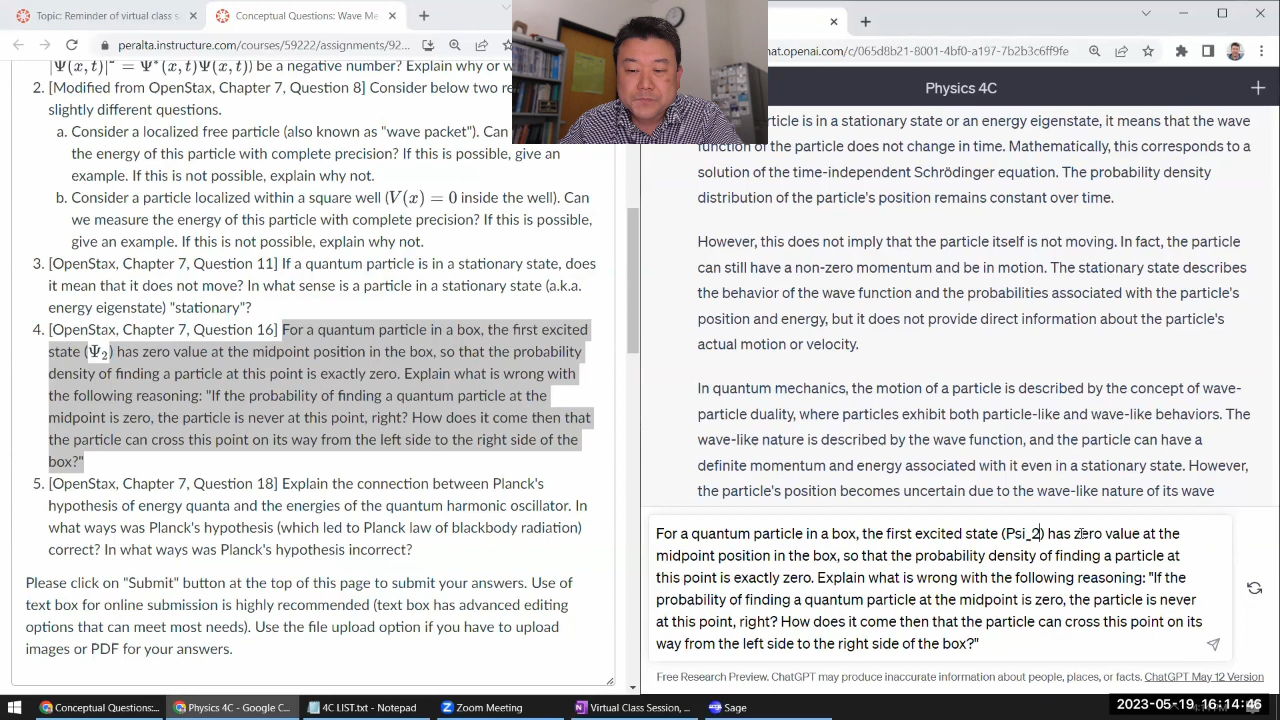 Topic: Reminder of virtual class s
Conceptual Questions: Wave Me
peralta.instructure.com/courses/59222/assignments/92...
hat.openai.com/c/065d8b21-8001-4bf0-a197-7b2b3c6ff9fe
|Ψ(x,t)|² = Ψ*(x,t)Ψ(x,t)) be a negative number? Explain why or w
2. [Modified from OpenStax, Chapter 7, Question 8] Consider below two re
slightly different questions.
a. Consider a localized free particle (also known as "wave packet"). Can
the energy of this particle with complete precision? If this is possible, give an
example. If this is not possible, explain why not.
b. Consider a particle localized within a square well (V(x) = 0 inside the well). Can
we measure the energy of this particle with complete precision? If this is possible,
give an example. If this is not possible, explain why not.
3. [OpenStax, Chapter 7, Question 11] If a quantum particle is in a stationary state, does
it mean that it does not move? In what sense is a particle in a stationary state (a.k.a.
energy eigenstate) "stationary"?
4. [OpenStax, Chapter 7, Question 16] For a quantum particle in a box, the first excited
state (Ψ₂) has zero value at the midpoint position in the box, so that the probability
density of finding a particle at this point is exactly zero. Explain what is wrong with
the following reasoning: "If the probability of finding a quantum particle at the
midpoint is zero, the particle is never at this point, right? How does it come then that
the particle can cross this point on its way from the left side to the right side of the
box?"
5. [OpenStax, Chapter 7, Question 18] Explain the connection between Planck's
hypothesis of energy quanta and the energies of the quantum harmonic oscillator. In
what ways was Planck's hypothesis (which led to Planck law of blackbody radiation)
correct? In what ways was Planck's hypothesis incorrect?
Please click on "Submit" button at the top of this page to submit your answers. Use of
text box for online submission is highly recommended (text box has advanced editing
options that can meet most needs). Use the file upload option if you have to upload
images or PDF for your answers.
Physics 4C
rticle is in a stationary state or an energy eigenstate, it means that the wave
function of the particle does not change in time. Mathematically, this corresponds to a
solution of the time-independent Schrödinger equation. The probability density
distribution of the particle's position remains constant over time.
However, this does not imply that the particle itself is not moving. In fact, the particle
can still have a non-zero momentum and be in motion. The stationary state describes
the behavior of the wave function and the probabilities associated with the particle's
position and energy, but it does not provide direct information about the particle's
actual motion or velocity.
In quantum mechanics, the motion of a particle is described by the concept of wave-
particle duality, where particles exhibit both particle-like and wave-like behaviors. The
wave-like nature is described by the wave function, and the particle can have a
definite momentum and energy associated with it even in a stationary state. However,
the particle's position becomes uncertain due to the wave-like nature of its wave
For a quantum particle in a box, the first excited state (Psi_2) has zero value at the
midpoint position in the box, so that the probability density of finding a particle at
this point is exactly zero. Explain what is wrong with the following reasoning: "If the
probability of finding a quantum particle at the midpoint is zero, the particle is never
at this point, right? How does it come then that the particle can cross this point on its
way from the left side to the right side of the box?"
Free Research Preview. ChatGPT may produce inaccurate information about people, places, or facts. ChatGPT May 12 Version
Conceptual Questions:...
Physics 4C - Google C...
4C LIST.txt - Notepad
Zoom Meeting
Virtual Class Session, ...
Sage
2023-05-19 16:14:46